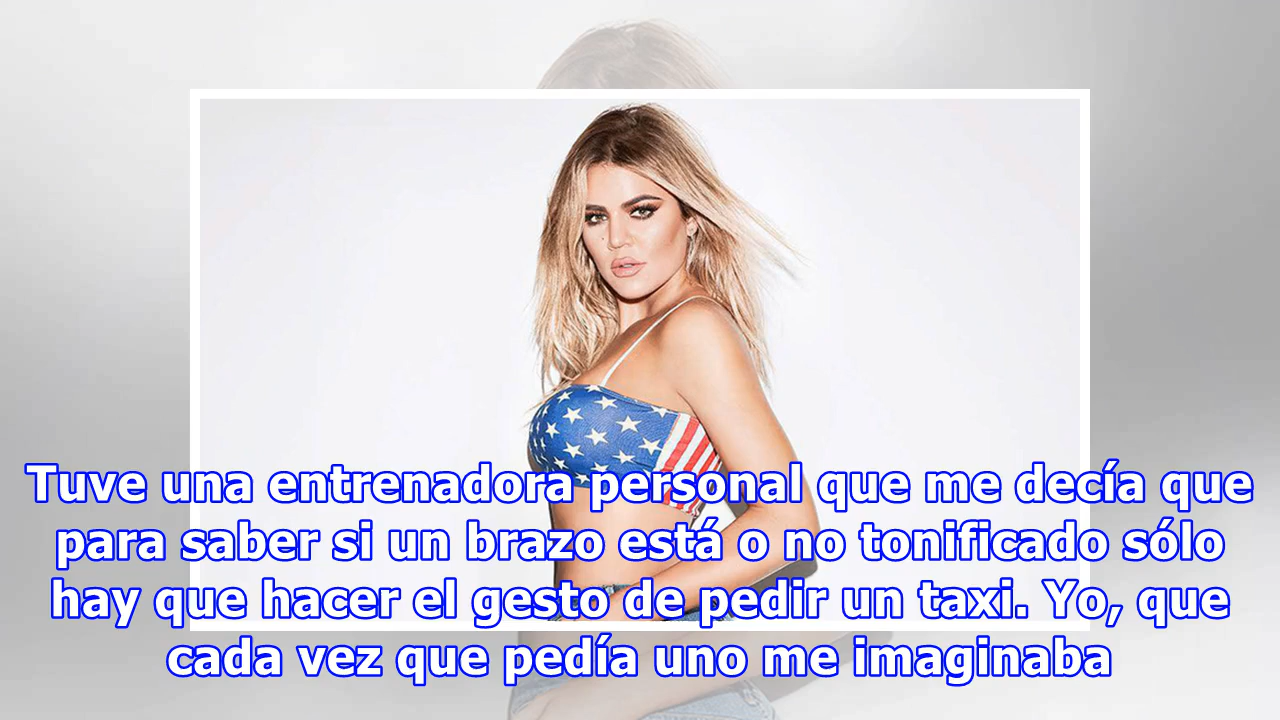 Tuve una entrenadora personal que me decía que
para saber si un brazo está o no tonificado sólo
hay que hacer el gesto de pedir un taxi. Yo, que
cada vez que pedía uno me imaginaba